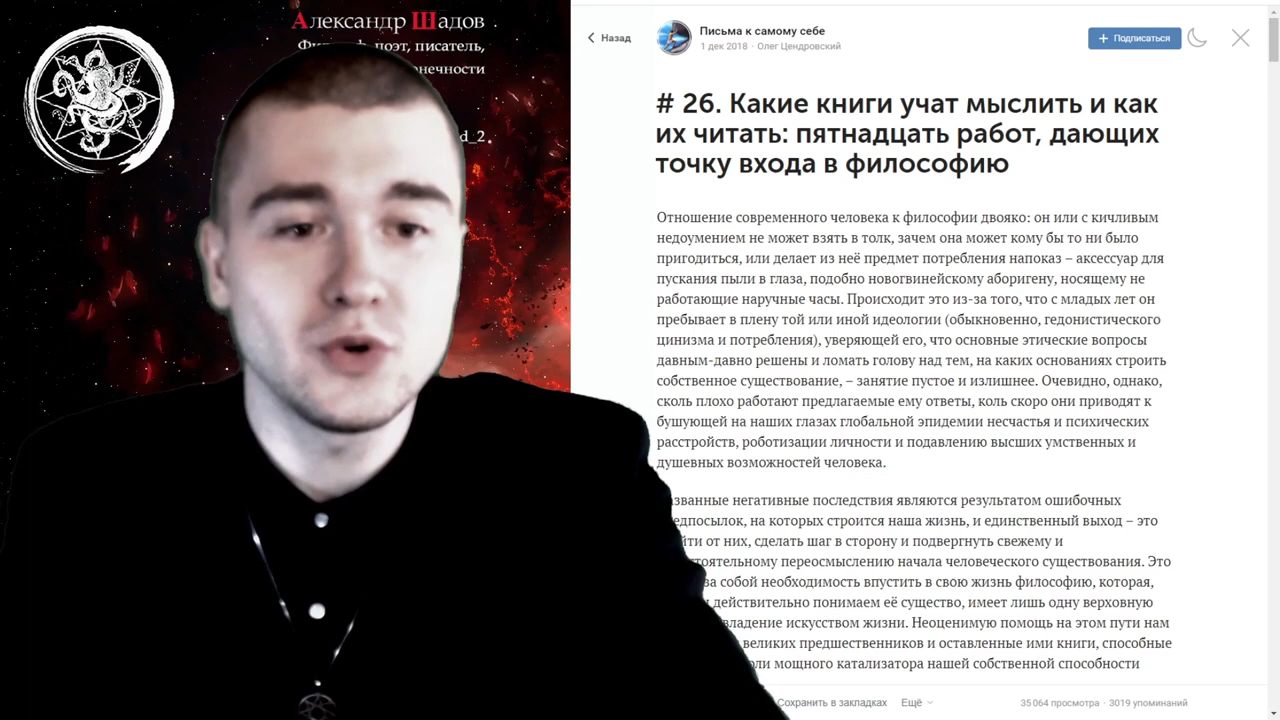 Александр Шадов
поэт, писатель,
d_2
Назад
Письма к самому себе
1 дек 2018 · Олег Цендровский
+ Подписаться
# 26. Какие книги учат мыслить и как
их читать: пятнадцать работ, дающих
точку входа в философию
Отношение современного человека к философии двояко: он или с кичливым
недоумением не может взять в толк, зачем она может кому бы то ни было
пригодиться, или делает из неё предмет потребления напоказ – аксессуар для
пускания пыли в глаза, подобно новогвинейскому аборигену, носящему не
работающие наручные часы. Происходит это из-за того, что с младых лет он
пребывает в плену той или иной идеологии (обыкновенно, гедонистического
цинизма и потребления), уверяющей его, что основные этические вопросы
давным-давно решены и ломать голову над тем, на каких основаниях строить
собственное существование, – занятие пустое и излишнее. Очевидно, однако,
сколь плохо работают предлагаемые ему ответы, коль скоро они приводят к
бушующей на наших глазах глобальной эпидемии несчастья и психических
расстройств, роботизации личности и подавлению высших умственных и
душевных возможностей человека.
азванные негативные последствия являются результатом ошибочных
едпосылок, на которых строится наша жизнь, и единственный выход – это
йти от них, сделать шаг в сторону и подвергнуть свежему и
стоятельному переосмыслению начала человеческого существования. Это
за собой необходимость впустить в свою жизнь философию, которая,
действительно понимаем её существо, имеет лишь одну верховную
владение искусством жизни. Неоценимую помощь на этом пути нам
великих предшественников и оставленные ими книги, способные
оли мощного катализатора нашей собственной способности
Сохранить в закладках Ещё 35 064 просмотра · 3019 упоминаний